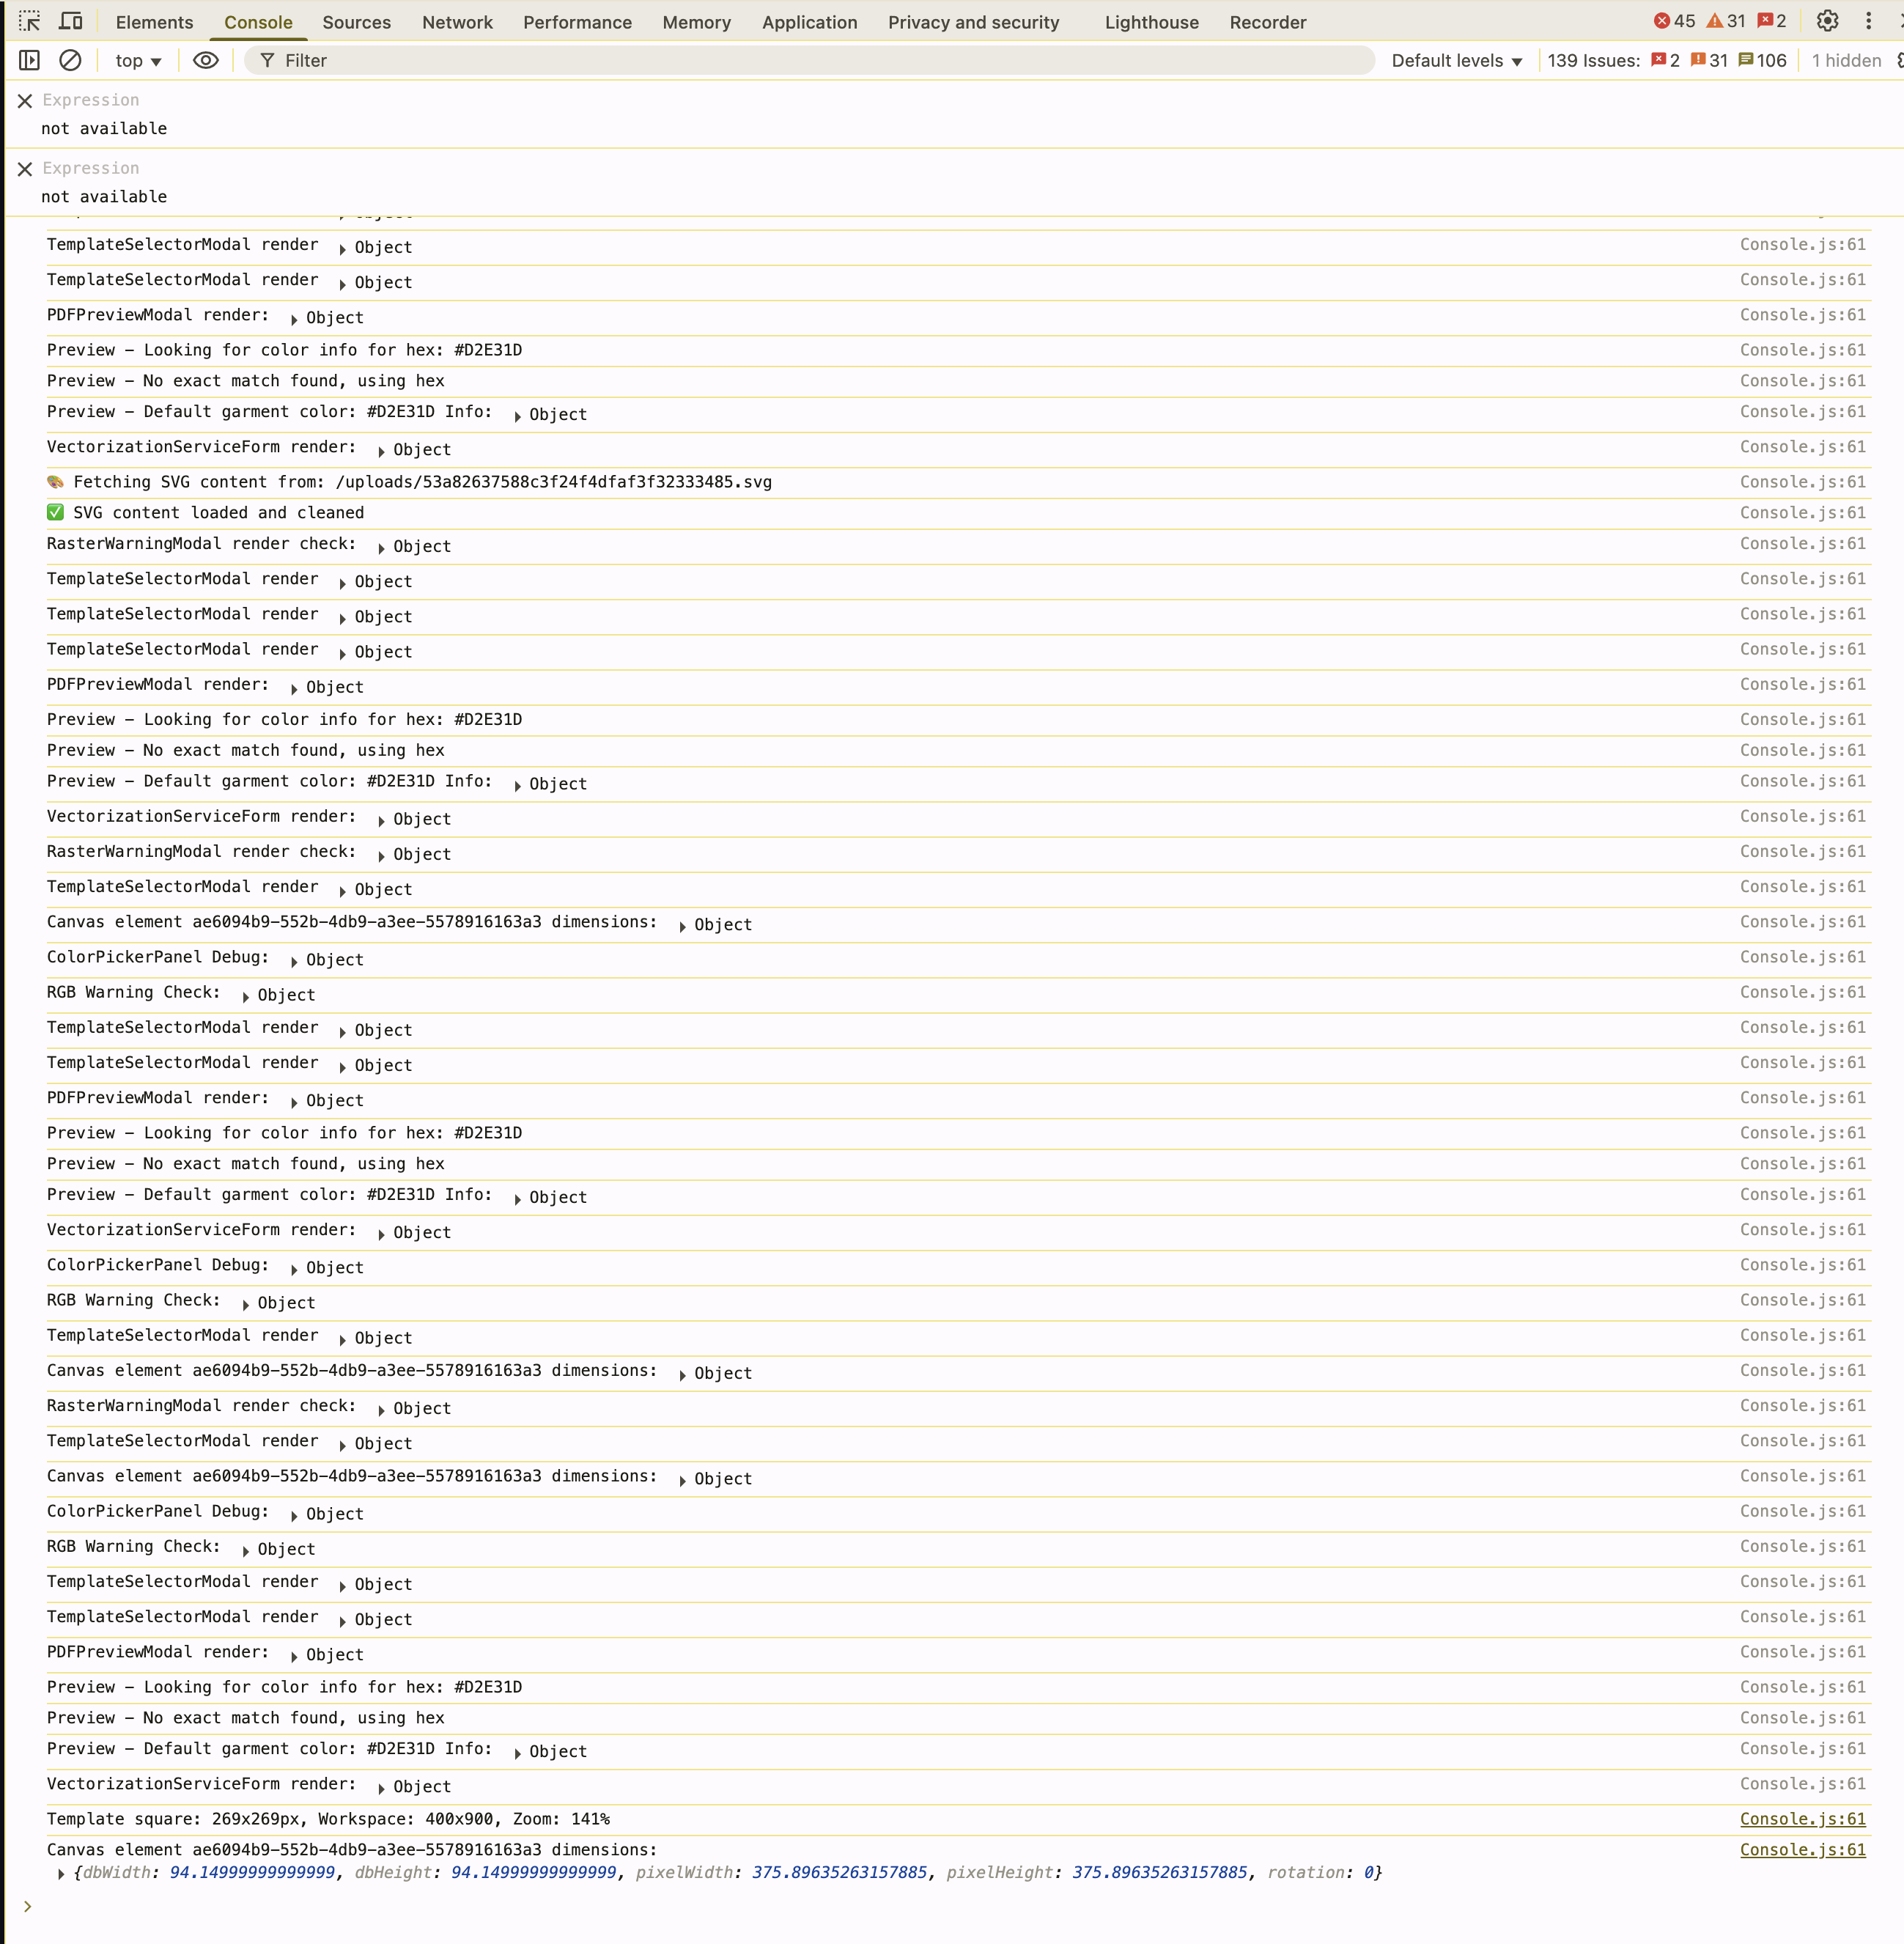 Elements Console Sources Network Performance Memory Application Privacy and security Lighthouse Recorder 45 31 2
top Filter Default levels 139 Issues: 2 31 106 1 hidden
Expression
not available
Expression
not available
TemplateSelectorModal render Object Console.js:61
TemplateSelectorModal render Object Console.js:61
PDFPreviewModal render: Object Console.js:61
Preview – Looking for color info for hex: #D2E31D Console.js:61
Preview – No exact match found, using hex Console.js:61
Preview – Default garment color: #D2E31D Info: Object Console.js:61
VectorizationServiceForm render: Object Console.js:61
🎨 Fetching SVG content from: /uploads/53a82637588c3f24f4dfaf3f32333485.svg Console.js:61
✅ SVG content loaded and cleaned Console.js:61
RasterWarningModal render check: Object Console.js:61
TemplateSelectorModal render Object Console.js:61
TemplateSelectorModal render Object Console.js:61
TemplateSelectorModal render Object Console.js:61
PDFPreviewModal render: Object Console.js:61
Preview – Looking for color info for hex: #D2E31D Console.js:61
Preview – No exact match found, using hex Console.js:61
Preview – Default garment color: #D2E31D Info: Object Console.js:61
VectorizationServiceForm render: Object Console.js:61
RasterWarningModal render check: Object Console.js:61
TemplateSelectorModal render Object Console.js:61
Canvas element ae6094b9-552b-4db9-a3ee-5578916163a3 dimensions: Object Console.js:61
ColorPickerPanel Debug: Object Console.js:61
RGB Warning Check: Object Console.js:61
TemplateSelectorModal render Object Console.js:61
TemplateSelectorModal render Object Console.js:61
PDFPreviewModal render: Object Console.js:61
Preview – Looking for color info for hex: #D2E31D Console.js:61
Preview – No exact match found, using hex Console.js:61
Preview – Default garment color: #D2E31D Info: Object Console.js:61
VectorizationServiceForm render: Object Console.js:61
ColorPickerPanel Debug: Object Console.js:61
RGB Warning Check: Object Console.js:61
TemplateSelectorModal render Object Console.js:61
Canvas element ae6094b9-552b-4db9-a3ee-5578916163a3 dimensions: Object Console.js:61
RasterWarningModal render check: Object Console.js:61
TemplateSelectorModal render Object Console.js:61
Canvas element ae6094b9-552b-4db9-a3ee-5578916163a3 dimensions: Object Console.js:61
ColorPickerPanel Debug: Object Console.js:61
RGB Warning Check: Object Console.js:61
TemplateSelectorModal render Object Console.js:61
TemplateSelectorModal render Object Console.js:61
PDFPreviewModal render: Object Console.js:61
Preview – Looking for color info for hex: #D2E31D Console.js:61
Preview – No exact match found, using hex Console.js:61
Preview – Default garment color: #D2E31D Info: Object Console.js:61
VectorizationServiceForm render: Object Console.js:61
Template square: 269x269px, Workspace: 400x900, Zoom: 141% Console.js:61
Canvas element ae6094b9-552b-4db9-a3ee-5578916163a3 dimensions: Console.js:61
{dbWidth: 94.14999999999999, dbHeight: 94.14999999999999, pixelWidth: 375.89635263157885, pixelHeight: 375.89635263157885, rotation: 0}